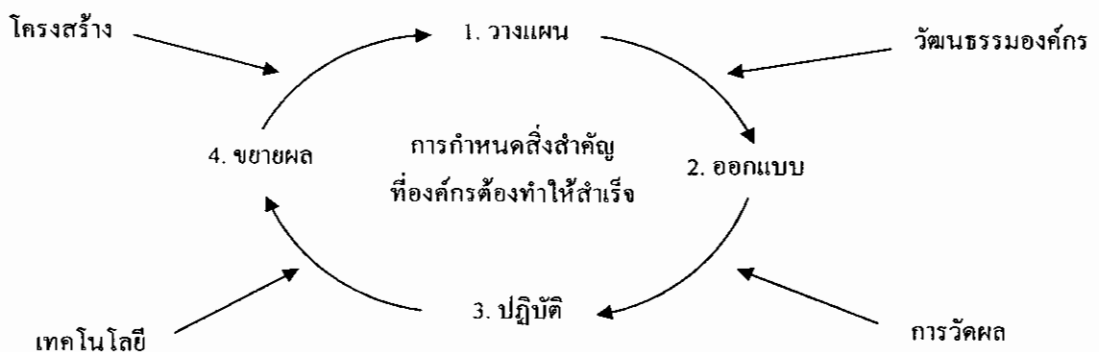 โครงสร้าง
1. วางแผน
วัฒนธรรมองค์กร
4. ขยายผล
การกำหนดสิ่งสำคัญ
ที่องค์กรต้องทำให้สำเร็จ
2. ออกแบบ
3. ปฏิบัติ
เทคโนโลยี
การวัดผล